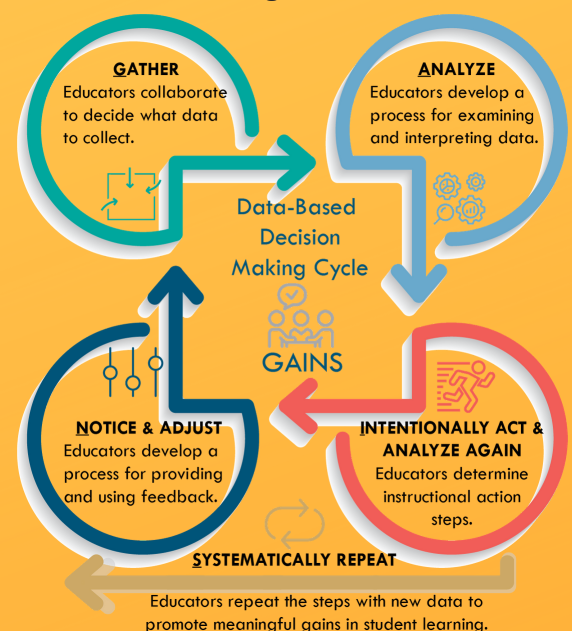 GATHER
Educators collaborate
to decide what data
to collect.
ANALYZE
Educators develop a
process for examining
and interpreting data.
Data-Based
Decision
Making Cycle
GAINS
NOTICE & ADJUST
Educators develop a
process for providing
and using feedback.
INTENTIONALLY ACT &
ANALYZE AGAIN
Educators determine
instructional action
steps.
SYSTEMATICALLY REPEAT
Educators repeat the steps with new data to
promote meaningful gains in student learning.